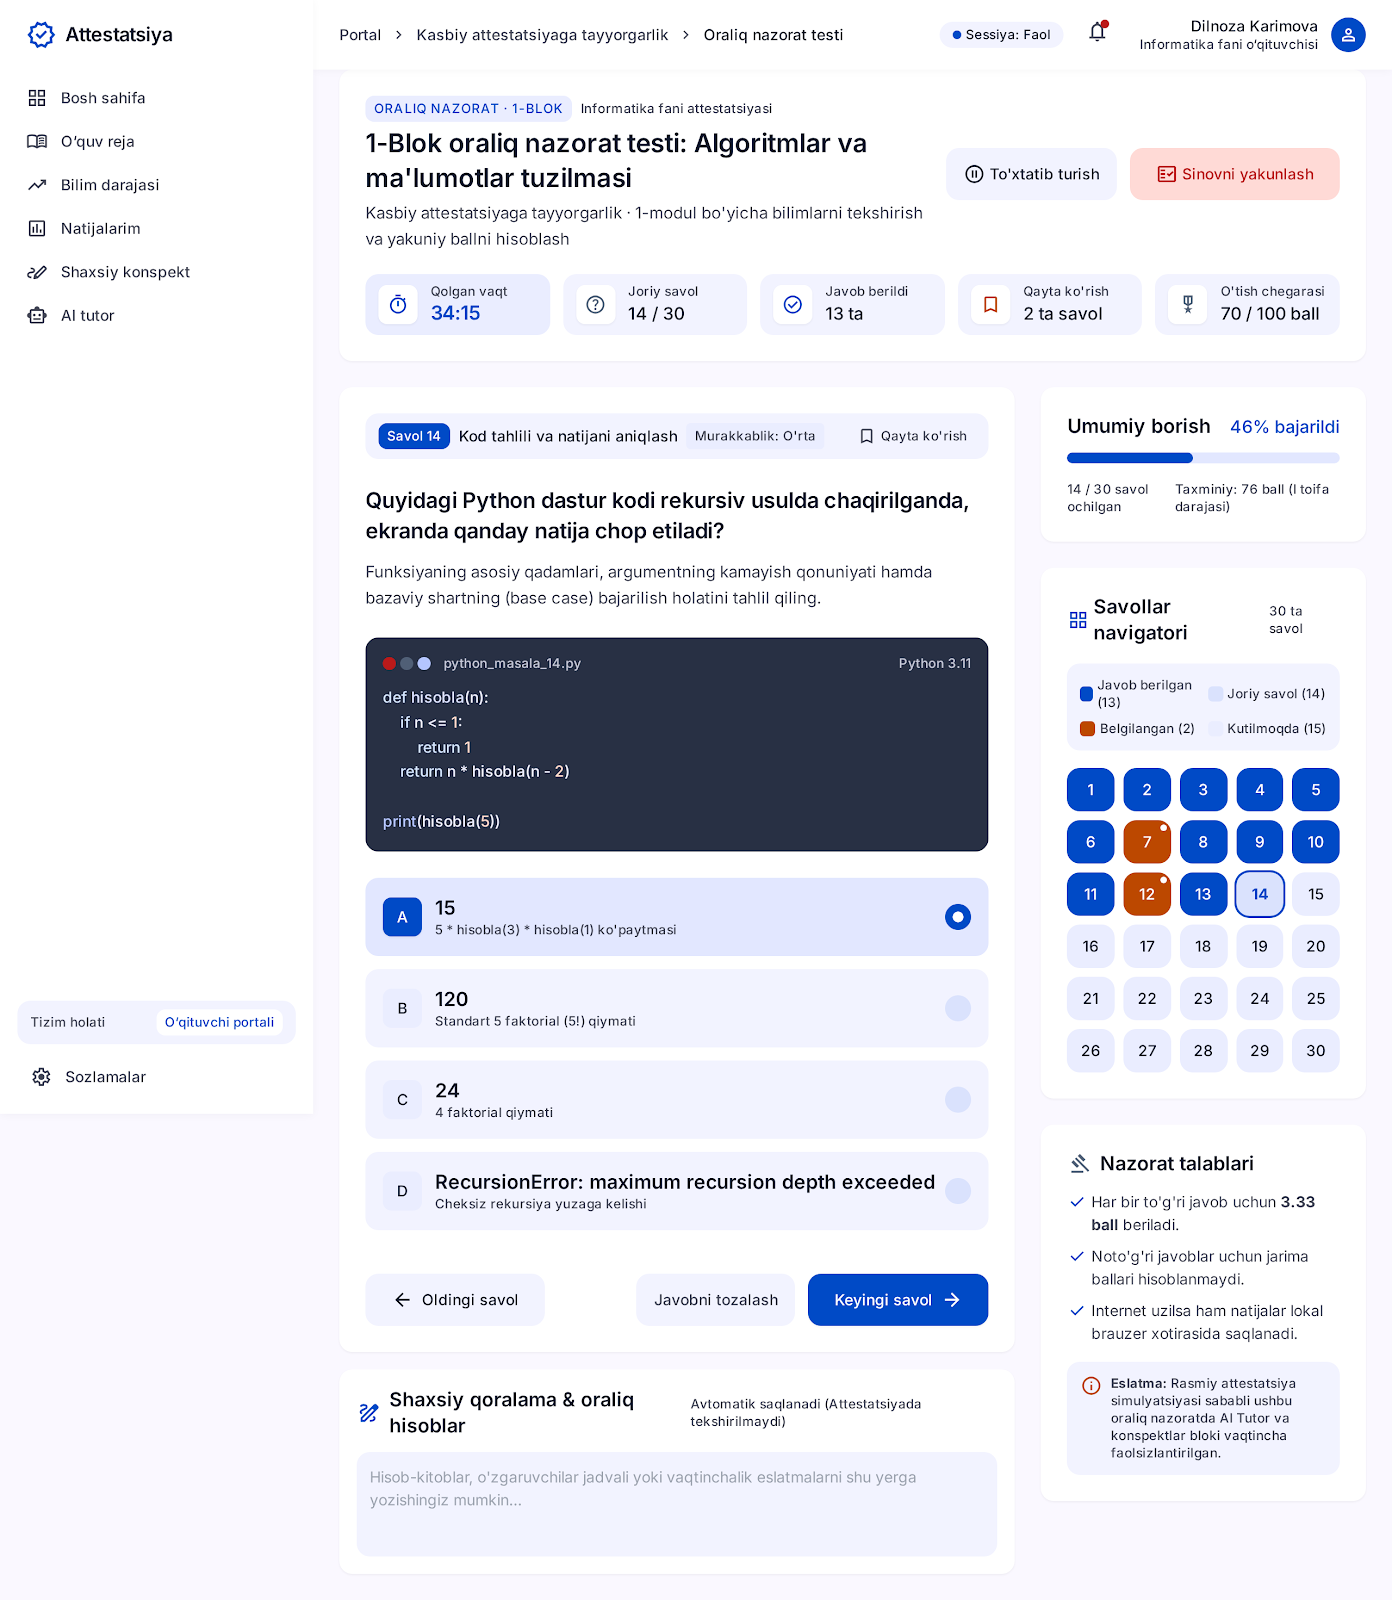 Attestatsiya
Bosh sahifa
O‘quv reja
Bilim darajasi
Natijalarim
Shaxsiy konspekt
AI tutor
Tizim holati
O‘qituvchi portali
Sozlamalar
Portal
Kasbiy attestatsiyaga tayyorgarlik
Oraliq nazorat testi
Sessiya: Faol
Dilnoza Karimova
Informatika fani o‘qituvchisi
ORALIQ NAZORAT · 1-BLOK
Informatika fani attestatsiyasi
1-Blok oraliq nazorat testi: Algoritmlar va
ma'lumotlar tuzilmasi
Kasbiy attestatsiyaga tayyorgarlik · 1-modul bo'yicha bilimlarni tekshirish
va yakuniy ballni hisoblash
To'xtatib turish
Sinovni yakunlash
Qolgan vaqt
34:15
Joriy savol
14 / 30
Javob berildi
13 ta
Qayta ko'rish
2 ta savol
O'tish chegarasi
70 / 100 ball
Savol 14
Kod tahlili va natijani aniqlash
Murakkablik: O'rta
Qayta ko'rish
Quyidagi Python dastur kodi rekursiv usulda chaqirilganda,
ekranda qanday natija chop etiladi?
Funksiyaning asosiy qadamlari, argumentning kamayish qonuniyati hamda
bazaviy shartning (base case) bajarilish holatini tahlil qiling.
python_masala_14.py
Python 3.11
def hisobla(n):
if n <= 1:
return 1
return n * hisobla(n - 2)
print(hisobla(5))
A
15
5 * hisobla(3) * hisobla(1) ko'paytmasi
B
120
Standart 5 faktorial (5!) qiymati
C
24
4 faktorial qiymati
D
RecursionError: maximum recursion depth exceeded
Cheksiz rekursiya yuzaga kelishi
Oldingi savol
Javobni tozalash
Keyingi savol
Shaxsiy qoralama & oraliq
hisoblar
Avtomatik saqlanadi (Attestatsiyada
tekshirilmaydi)
Hisob-kitoblar, o'zgaruvchilar jadvali yoki vaqtinchalik eslatmalarni shu yerga
yozishingiz mumkin...
Umumiy borish
46% bajarildi
14 / 30 savol
ochilgan
Taxminiy: 76 ball (I toifa
darajasi)
Savollar
navigatori
30 ta
savol
Javob berilgan
(13)
Joriy savol (14)
Belgilangan (2)
Kutilmoqda (15)
1 2 3 4 5
6 7 8 9 10
11 12 13 14 15
16 17 18 19 20
21 22 23 24 25
26 27 28 29 30
Nazorat talablari
Har bir to'g'ri javob uchun 3.33
ball beriladi.
Noto'g'ri javoblar uchun jarima
ballari hisoblanmaydi.
Internet uzilsa ham natijalar lokal
brauzer xotirasida saqlanadi.
Eslatma: Rasmiy attestatsiya
simulyatsiyasi sababli ushbu
oraliq nazoratda AI Tutor va
konspektlar bloki vaqtincha
faolsizlantirilgan.